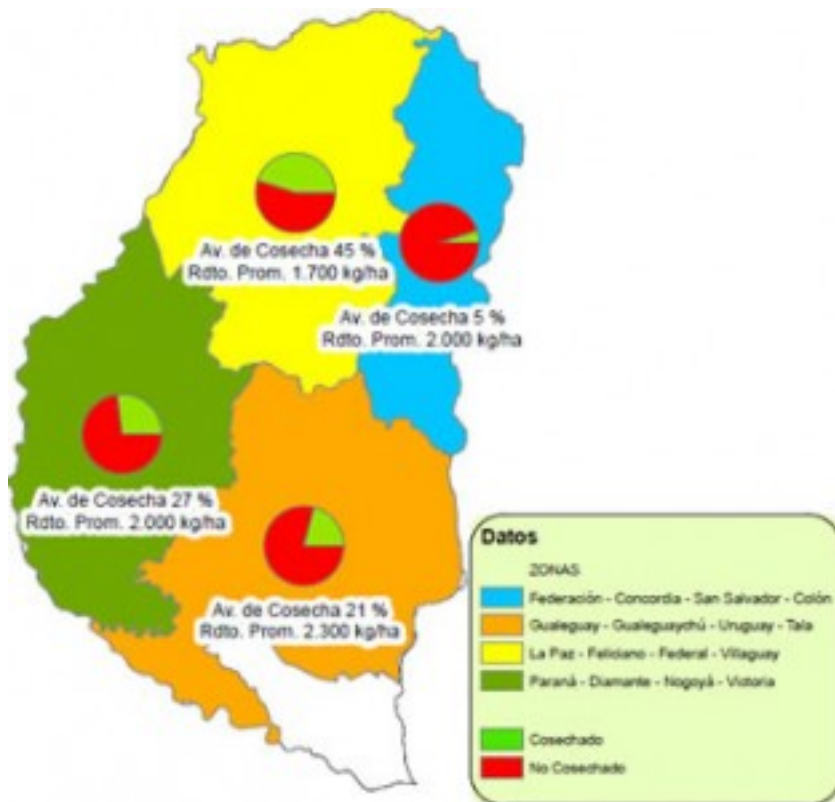 Av. de Cosecha 45 %
Rdto. Prom. 1.700 kg/ha
Av. de Cosecha 5 %
Rdto. Prom. 2.000 kg/ha
Av. de Cosecha 27 %
Rdto. Prom. 2.000 kg/ha
Av. de Cosecha 21 %
Rdto. Prom. 2.300 kg/ha
Datos
ZONAS
Federación - Concordia - San Salvador - Colón
Gualeguay - Gualeguaychú - Uruguay - Tala
La Paz - Feliciano - Federal - Villaguay
Paraná - Diamante - Nogoyá - Victoria
Cosechado
No Cosechado